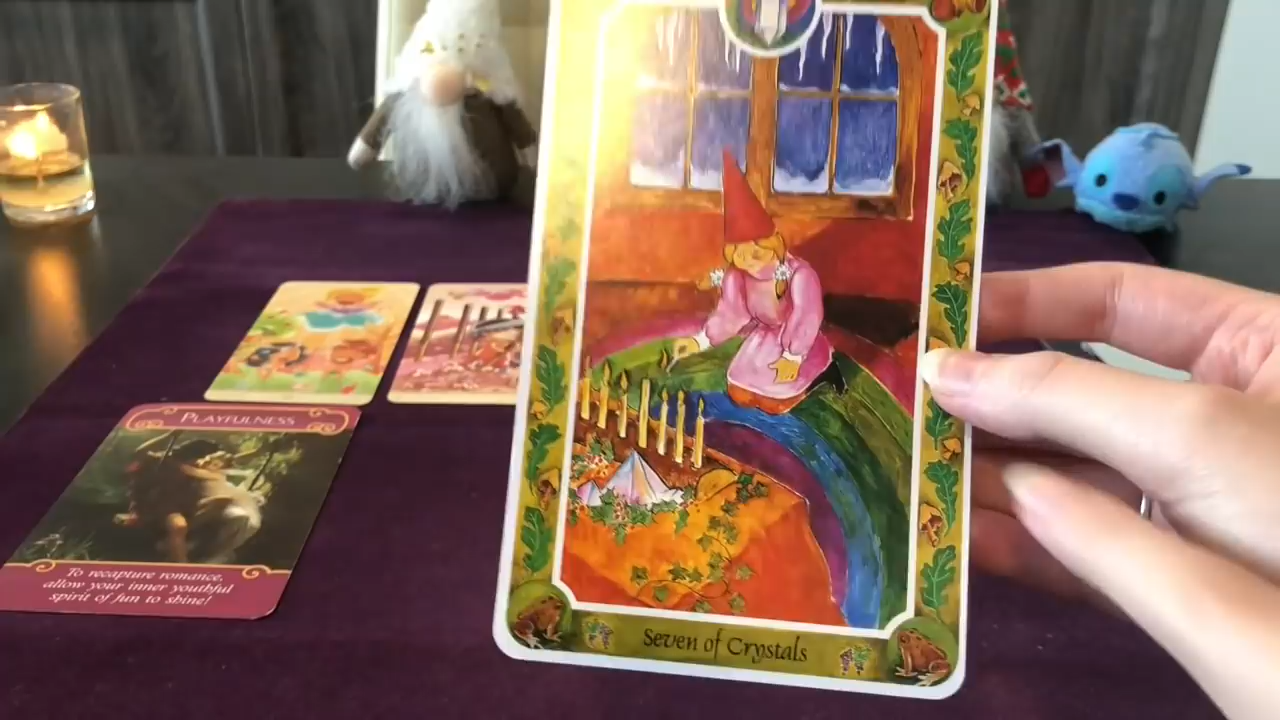 PLAYFULNESS
To recapture romance,
allow your inner youthful
spirit of fun to shine!
Seven of Crystals